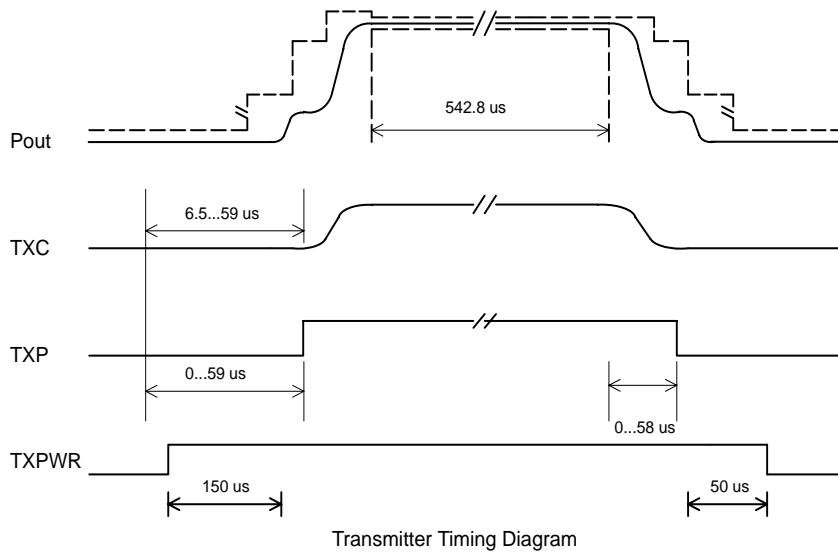 542.8 us
Pout
6.5...59 us
TXC
TXP
0...59 us
0...58 us
TXPWR
150 us
50 us
Transmitter Timing Diagram